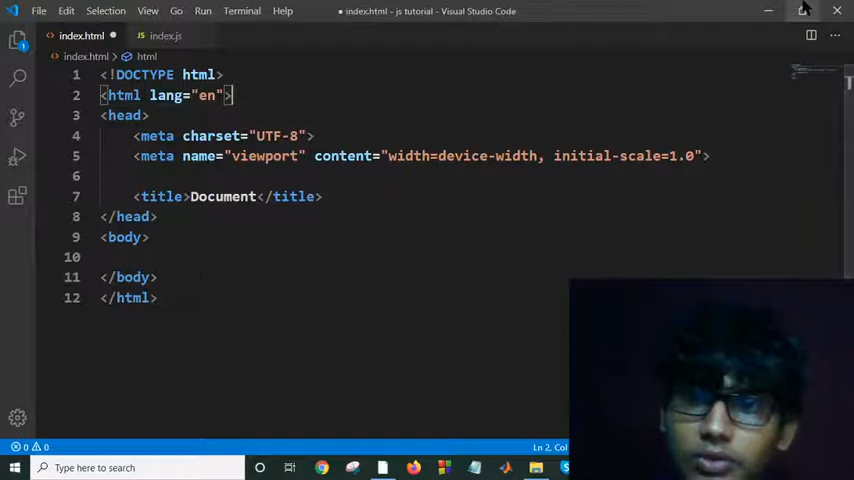 File Edit Selection View Go Run Terminal Help ● index.html - js tutorial - Visual Studio Code
index.html ● JS index.js
index.html > html
1 <!DOCTYPE html>
2 <html lang="en">
3 <head>
4 <meta charset="UTF-8">
5 <meta name="viewport" content="width=device-width, initial-scale=1.0">
6
7 <title>Document</title>
8 </head>
9 <body>
10
11 </body>
12 </html>
1
0 0 Ln 2,
Type here to search